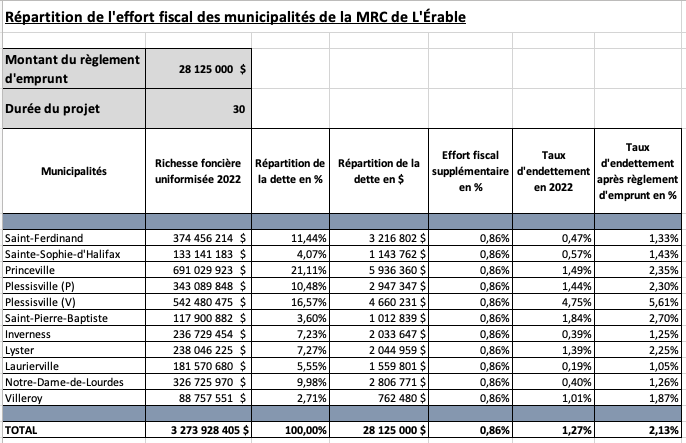 Répartition de l'effort fiscal des municipalités de la MRC de L'Érable
Montant du règlement d'emprunt 28 125 000 $
Durée du projet 30
Municipalités Richesse foncière uniformisée 2022 Répartition de la dette en % Répartition de la dette en $ Effort fiscal supplémentaire en % Taux d'endettement en 2022 Taux d'endettement après règlement d'emprunt en %
Saint-Ferdinand 374 456 214 $ 11,44% 3 216 802 $ 0,86% 0,47% 1,33%
Sainte-Sophie-d'Halifax 133 141 183 $ 4,07% 1 143 762 $ 0,86% 0,57% 1,43%
Princeville 691 029 923 $ 21,11% 5 936 360 $ 0,86% 1,49% 2,35%
Plessisville (P) 343 089 848 $ 10,48% 2 947 347 $ 0,86% 1,44% 2,30%
Plessisville (V) 542 480 475 $ 16,57% 4 660 231 $ 0,86% 4,75% 5,61%
Saint-Pierre-Baptiste 117 900 882 $ 3,60% 1 012 839 $ 0,86% 1,84% 2,70%
Inverness 236 729 454 $ 7,23% 2 033 647 $ 0,86% 0,39% 1,25%
Lyster 238 046 225 $ 7,27% 2 044 959 $ 0,86% 1,39% 2,25%
Laurierville 181 570 680 $ 5,55% 1 559 801 $ 0,86% 0,19% 1,05%
Notre-Dame-de-Lourdes 326 725 970 $ 9,98% 2 806 771 $ 0,86% 0,40% 1,26%
Villeroy 88 757 551 $ 2,71% 762 480 $ 0,86% 1,01% 1,87%
TOTAL 3 273 928 405 $ 100,00% 28 125 000 $ 0,86% 1,27% 2,13%